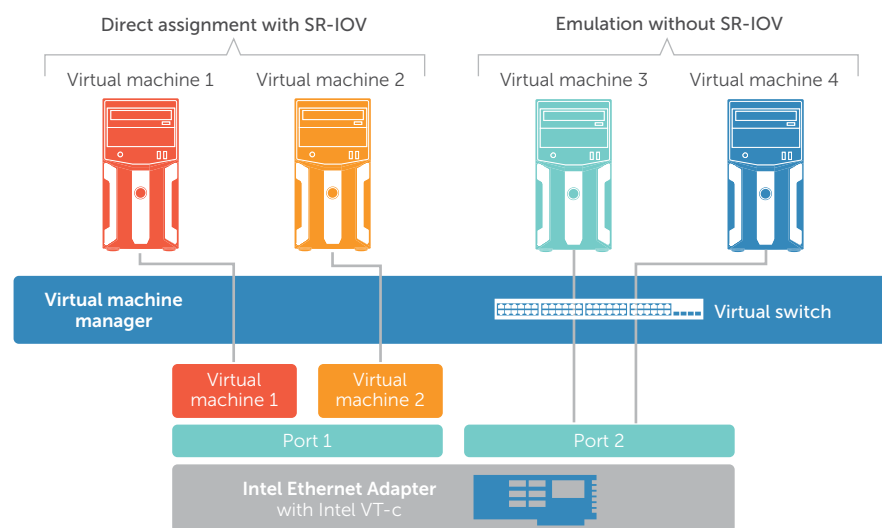 Direct assignment with SR-IOV
Emulation without SR-IOV
Virtual machine 1
Virtual machine 2
Virtual machine 3
Virtual machine 4
Virtual machine
manager
Virtual switch
Virtual
machine 1
Virtual
machine 2
Port 1
Port 2
Intel Ethernet Adapter
with Intel VT-c